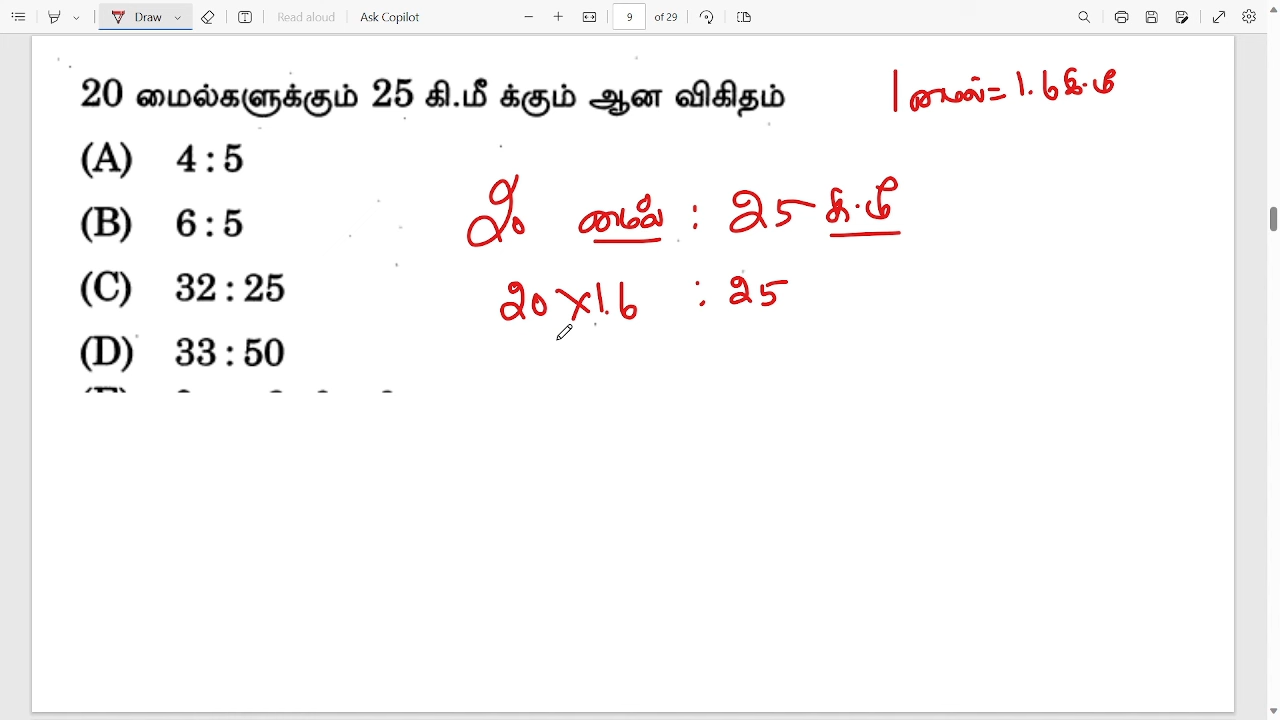 Draw
Read aloud
Ask Copilot
9
of 29
20 மைல்களுக்கும் 25 கி.மீ க்கும் ஆன விகிதம்
1 மைல் = 1.6 கி.மீ
(A) 4 : 5
(B) 6 : 5
(C) 32 : 25
(D) 33 : 50
20 மைல் : 25 கி.மீ
20 × 1.6 : 25